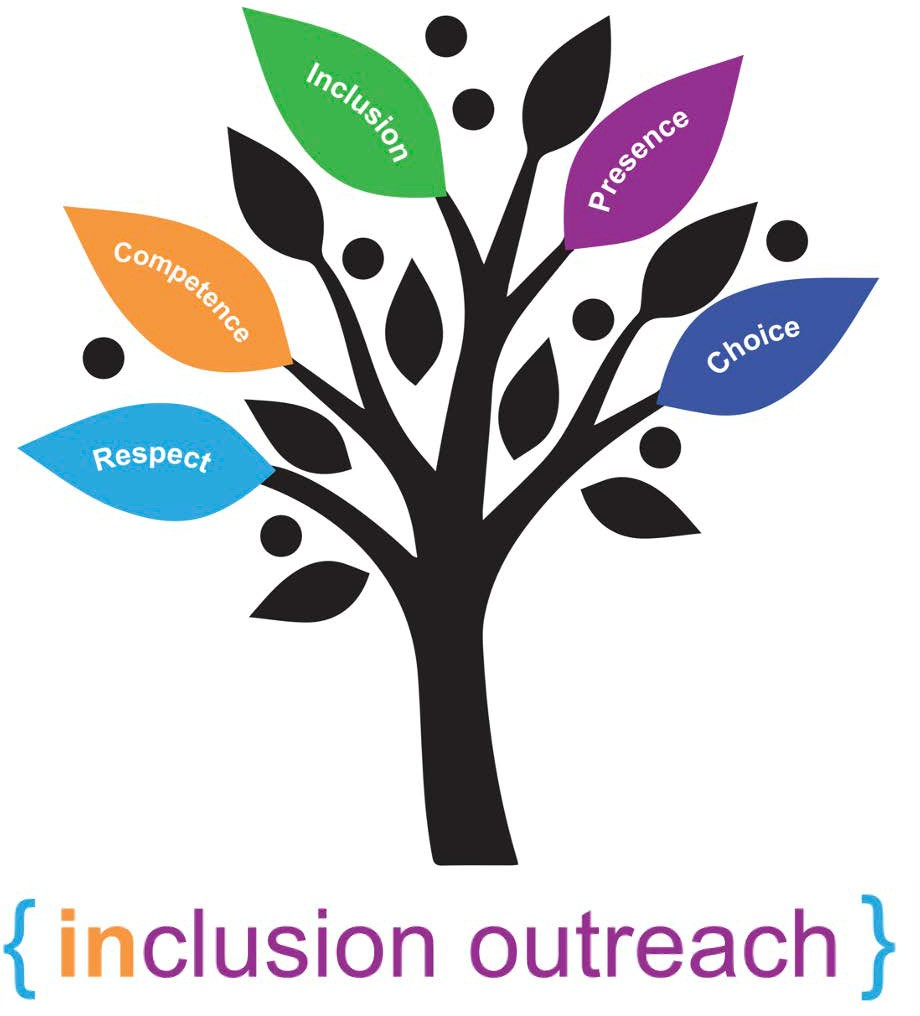 Inclusion
Presence
Competence
Choice
Respect
{ inclusion outreach }